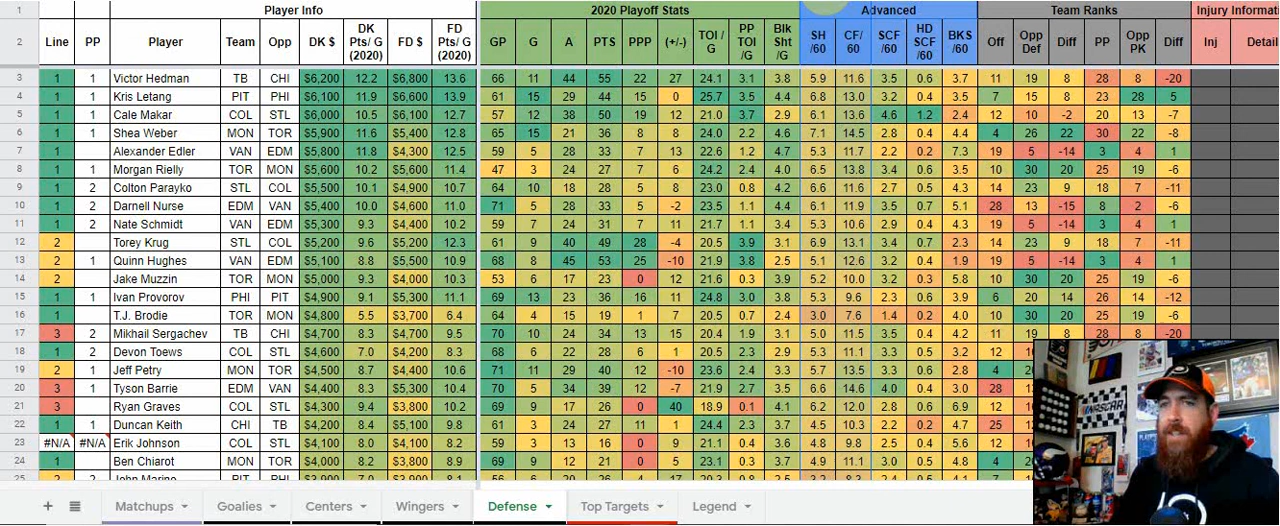 1 Player Info 2020 Playoff Stats Advanced Team Ranks Injury Informat
2 Line PP Player Team Opp DK $ DK Pts/ G (2020) FD $ FD Pts/ G (2020) GP G A PTS PPP (+/-) TOI / G PP TOI /G Blk Sht /G SH /60 CF/ /60 SCF /60 HD SCF /60 BKS /60 Off Opp Def Diff PP Opp PK Diff Inj Detail
3 1 1 Victor Hedman TB CHI $6,200 12.2 $6,800 13.6 66 11 44 55 22 27 24.1 3.1 3.8 5.9 11.6 3.5 0.6 3.7 11 19 8 28 8 -20
4 1 1 Kris Letang PIT PHI $6,100 11.9 $6,600 13.9 61 15 29 44 15 0 25.7 3.5 4.4 6.8 13.0 3.2 0.4 3.5 7 15 8 23 28 5
5 1 1 Cale Makar COL STL $6,000 10.5 $6,100 12.7 57 12 38 50 19 12 21.0 3.7 2.9 6.1 13.6 4.6 1.2 2.4 12 10 -2 20 13 -7
6 1 1 Shea Weber MON TOR $5,900 11.6 $5,400 12.8 65 15 21 36 8 8 24.0 2.2 4.6 7.1 14.5 2.8 0.4 4.4 4 26 22 30 22 -8
7 1 Alexander Edler VAN EDM $5,800 11.8 $4,300 12.5 59 5 28 33 7 13 22.6 1.2 4.7 5.3 11.7 2.2 0.2 7.3 19 5 -14 3 4 1
8 1 1 Morgan Rielly TOR MON $5,600 10.2 $5,600 11.4 47 3 24 27 7 6 24.2 2.4 4.0 6.5 13.8 3.4 0.6 3.5 10 30 20 25 19 -6
9 1 2 Colton Parayko STL COL $5,500 10.1 $4,900 10.7 64 10 18 28 5 8 23.0 0.8 4.2 6.6 11.6 2.7 0.5 4.3 14 23 9 18 7 -11
10 1 2 Darnell Nurse EDM VAN $5,400 10.0 $4,600 11.0 71 5 28 33 5 -2 23.5 1.1 4.4 6.1 11.9 3.5 0.7 4.4 28 13 -15 8 2 -6
11 1 2 Nate Schmidt VAN EDM $5,300 9.3 $4,400 10.2 59 7 24 31 7 11 21.7 1.1 3.4 5.3 11.9 2.9 0.5 4.9 19 5 -14 3 4 1
12 2 1 Torey Krug STL COL $5,200 9.6 $5,200 12.3 61 9 40 49 28 -4 20.5 3.9 3.1 6.9 13.1 3.4 0.7 2.3 14 23 9 18 7 -11
13 2 1 Quinn Hughes VAN EDM $5,100 8.8 $5,500 10.9 68 8 45 53 25 -10 21.9 3.8 2.5 5.1 12.6 3.2 0.6 1.9 19 5 -14 3 4 1
14 2 Jake Muzzin TOR MON $5,000 9.3 $4,000 10.3 53 6 17 23 0 12 21.6 0.3 3.9 5.2 10.0 3.2 0.3 5.8 10 30 20 25 19 -6
15 1 1 Ivan Provorov PHI PIT $4,900 9.1 $5,300 11.1 69 13 23 36 16 11 24.8 3.0 3.8 5.3 9.6 2.3 0.6 3.9 6 20 14 26 14 -12
16 1 T.J. Brodie TOR MON $4,800 5.5 $3,700 6.4 64 4 15 19 1 7 20.5 0.7 2.4 3.0 7.6 1.4 0.2 4.0 10 30 20 25 19 -6
17 3 2 Mikhail Sergachev TB CHI $4,700 8.3 $4,700 9.5 70 10 24 34 13 15 20.4 1.9 3.1 5.0 11.5 3.5 0.4 4.2 11 19 8 28 8 -20
18 1 2 Devon Toews COL STL $4,600 7.0 $4,200 8.3 68 6 22 28 6 1 20.5 2.3 2.9 5.3 11.1 3.3 0.5 3.2 12
19 2 1 Jeff Petry MON TOR $4,500 8.7 $4,400 10.6 71 11 29 40 12 -10 23.6 2.4 3.3 5.7 13.5 3.3 0.6 2.8 4
20 3 1 Tyson Barrie EDM VAN $4,400 8.3 $5,300 10.4 70 5 34 39 12 -7 21.9 2.7 3.5 6.6 14.6 4.0 0.4 3.0 28
21 3 Ryan Graves COL STL $4,300 9.4 $3,800 10.2 69 9 17 26 0 40 18.9 0.1 4.1 6.2 12.0 2.8 0.6 6.9 12
22 1 1 Duncan Keith CHI TB $4,200 8.4 $5,100 9.8 61 3 24 27 11 1 24.4 2.3 3.7 4.5 10.3 2.2 0.2 4.7 25
23 #N/A #N/A Erik Johnson COL STL $4,100 8.0 $4,100 8.2 59 3 13 16 0 9 21.1 0.4 3.6 4.8 9.8 2.5 0.4 5.6 12
24 1 Ben Chiarot MON TOR $4,000 8.2 $3,800 8.9 69 9 12 21 0 5 23.1 0.3 3.7 4.9 11.1 3.0 0.3 4.8 4
Matchups Goalies Centers Wingers Defense Top Targets Legend
NASCAR